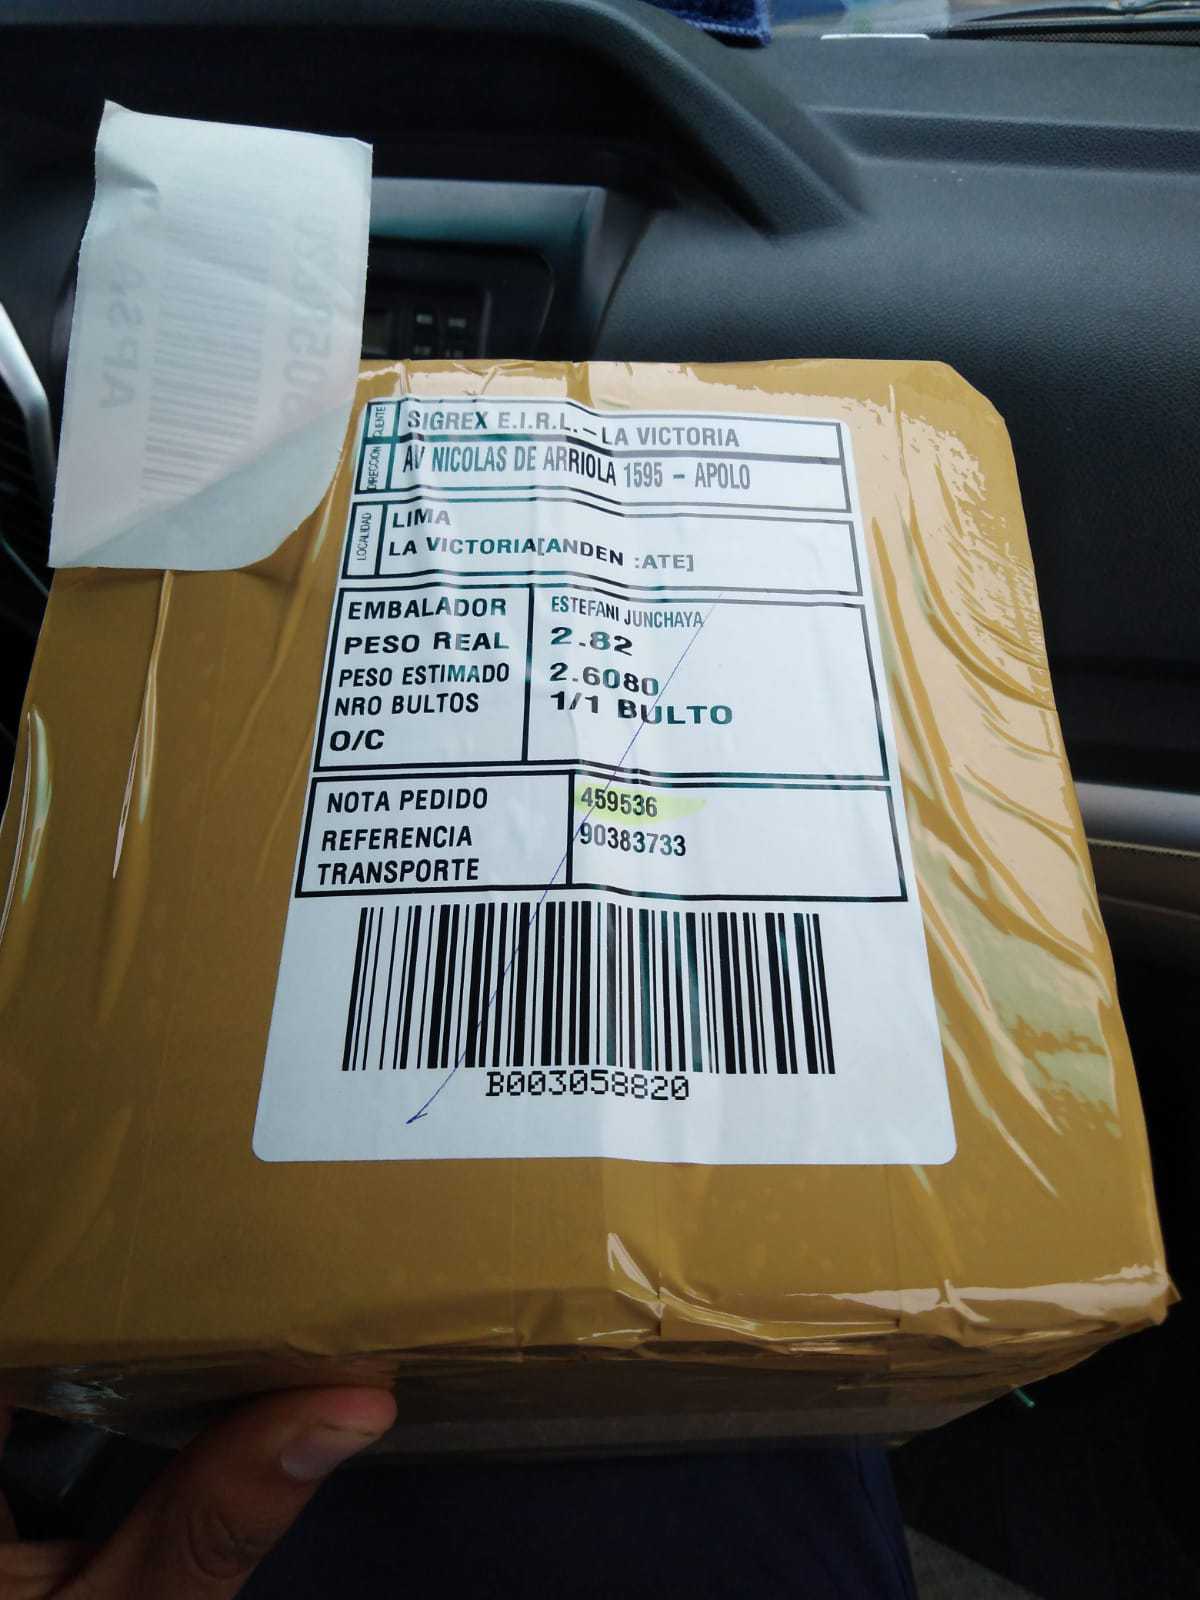 CLIENTE SIGREX E.I.R.L.-LA VICTORIA
DIRECCION AV NICOLAS DE ARRIOLA 1595 - APOLO
LOCALIDAD LIMA
LA VICTORIA[ANDEN :ATE]
EMBALADOR ESTEFANI JUNCHAYA
PESO REAL 2.82
PESO ESTIMADO 2.6080
NRO BULTOS 1/1 BULTO
O/C
NOTA PEDIDO 459536
REFERENCIA 90383733
TRANSPORTE
B003058820